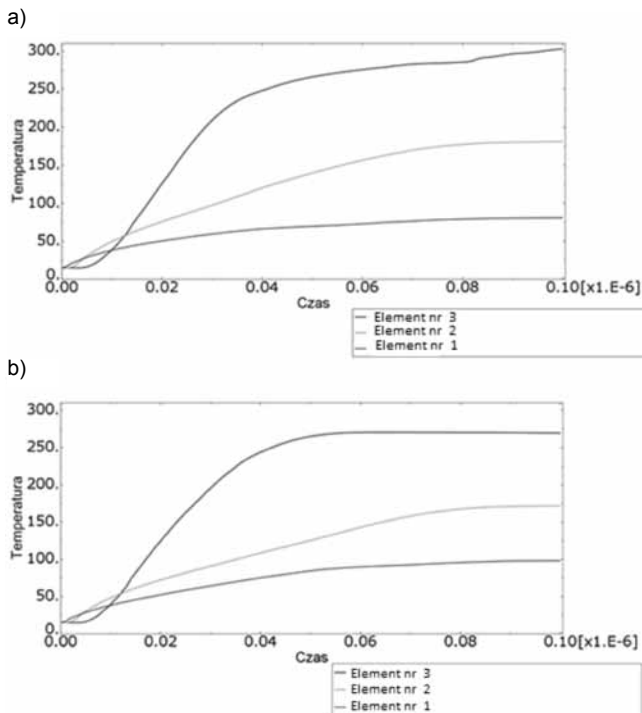 a)
300.
250.
200.
150.
100.
50.
0.
Temperatura
0.00 0.02 0.04 0.06 0.08 0.10[x1.E-6]
Czas
Element nr 3
Element nr 2
Element nr 1
b)
300.
250.
200.
150.
100.
50.
0.
Temperatura
0.00 0.02 0.04 0.06 0.08 0.10[x1.E-6]
Czas
Element nr 3
Element nr 2
Element nr 1